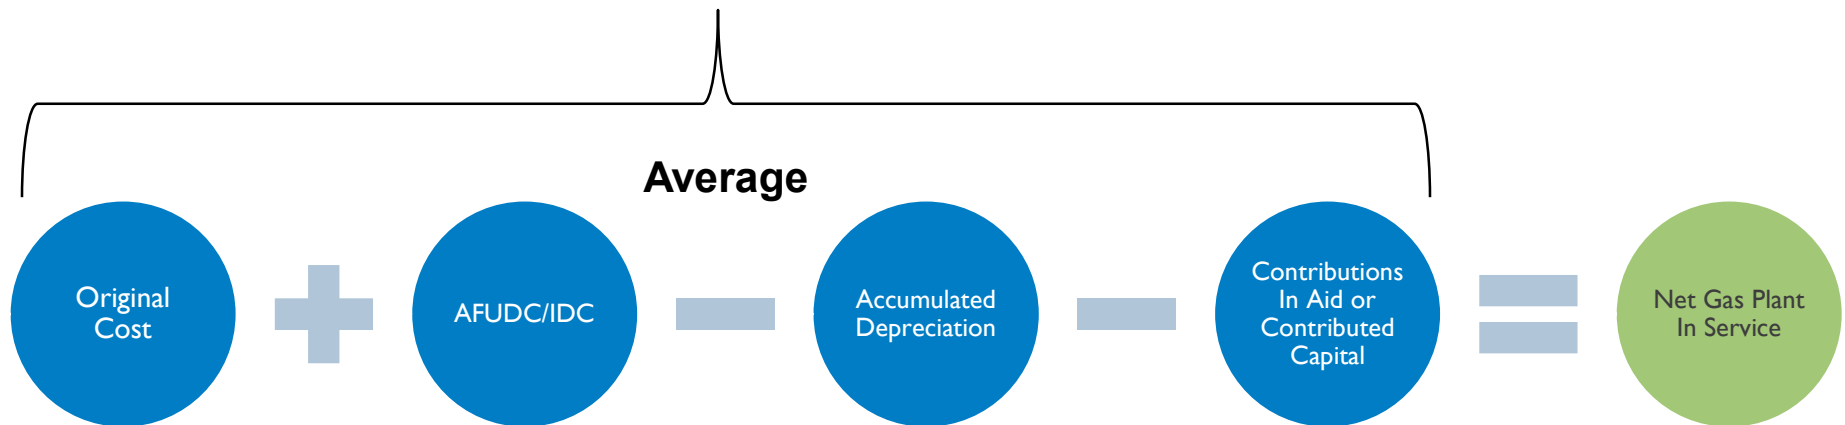 Average
Original
Cost
AFUDC/IDC
Accumulated
Depreciation
Contributions
In Aid or
Contributed
Capital
Net Gas Plant
In Service